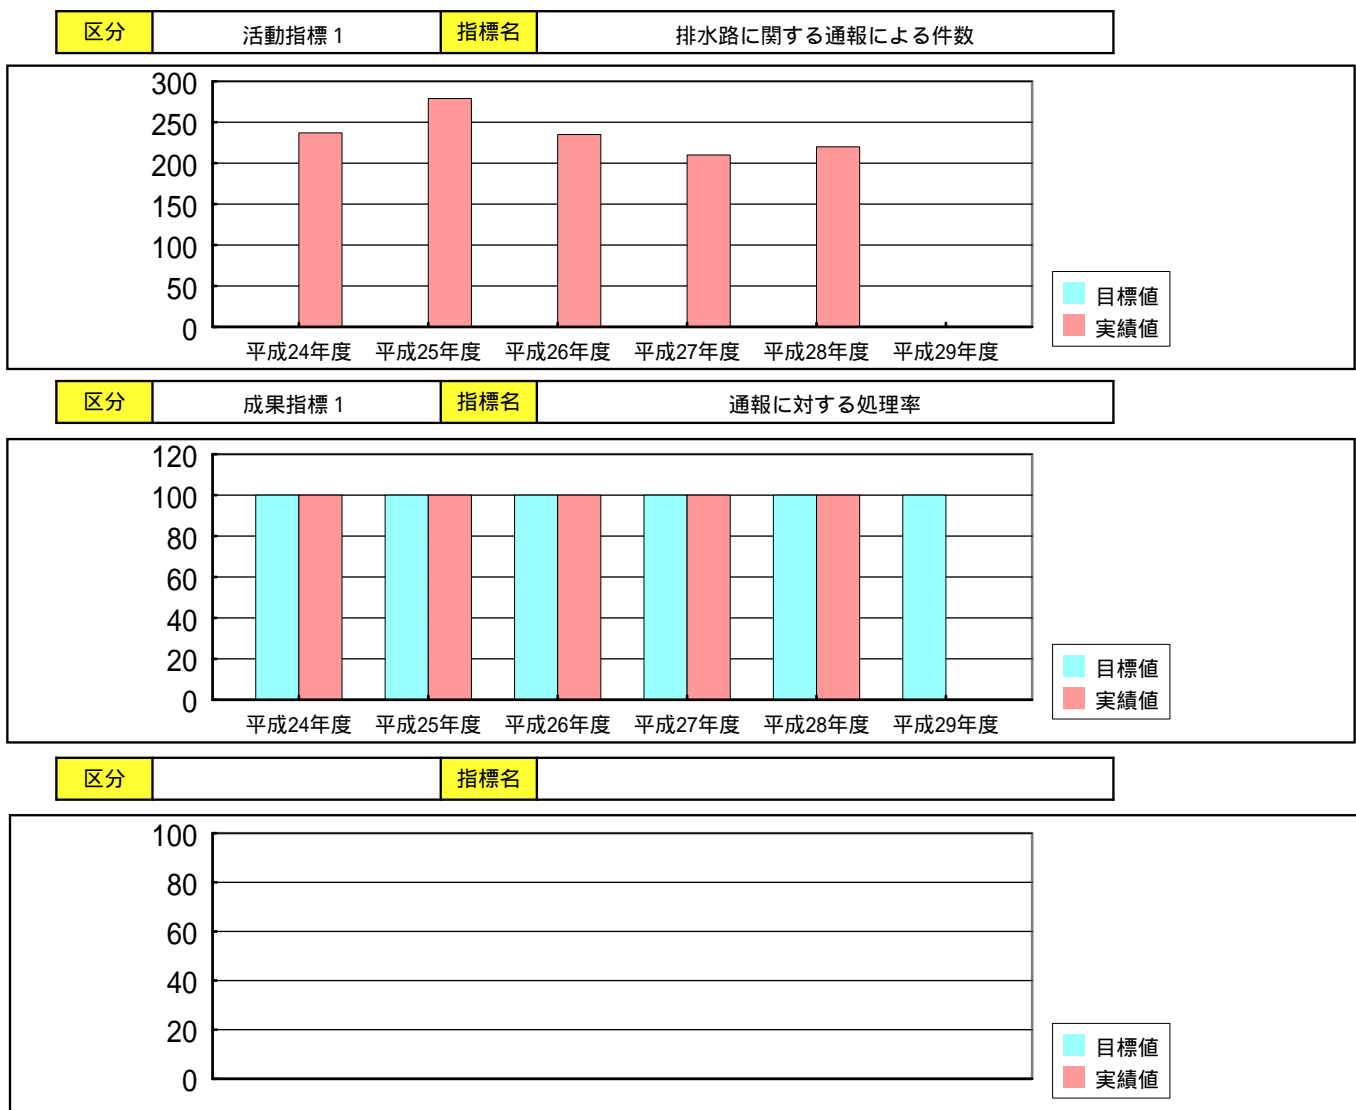 区分 活動指標1 指標名 排水路に関する通報による件数
300
250
200
150
100
50
0
平成24年度 平成25年度 平成26年度 平成27年度 平成28年度 平成29年度
目標値
実績値
区分 成果指標1 指標名 通報に対する処理率
120
100
80
60
40
20
0
平成24年度 平成25年度 平成26年度 平成27年度 平成28年度 平成29年度
目標値
実績値
区分 指標名
100
80
60
40
20
0
目標値
実績値